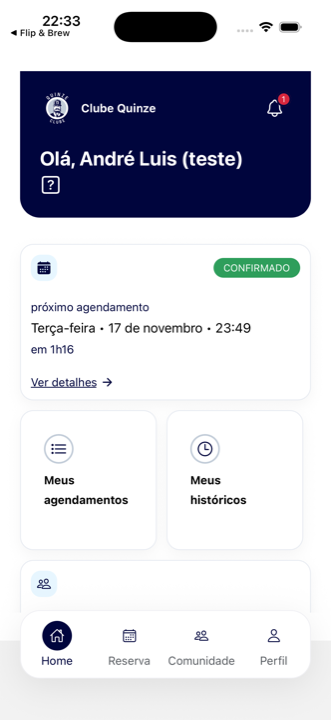 22:33
◀ Flip & Brew
QUINZE
CLUBE
Clube Quinze
1
Olá, André Luis (teste)
?
CONFIRMADO
próximo agendamento
Terça-feira • 17 de novembro • 23:49
em 1h16
Ver detalhes →
Meus
agendamentos
Meus
históricos
Home
Reserva
Comunidade
Perfil